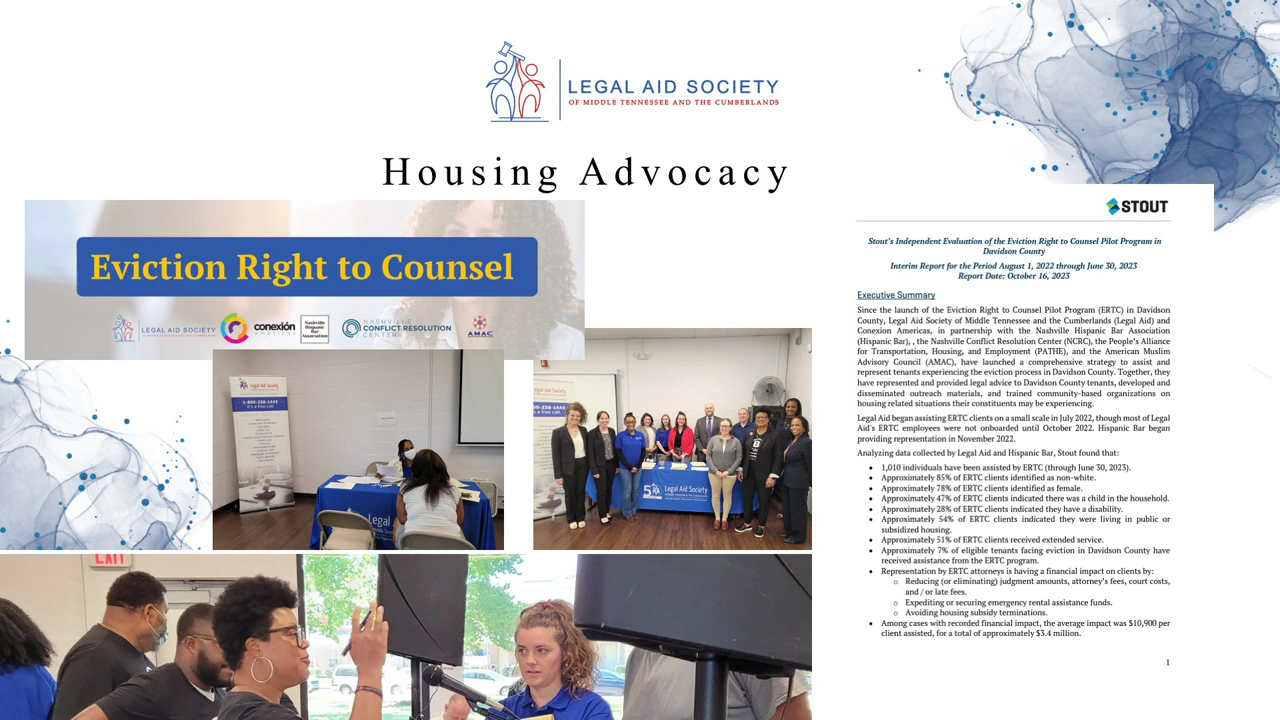 LEGAL AID SOCIETY
OF MIDDLE TENNESSEE AND THE CUMBERLANDS
Housing Advocacy
Eviction Right to Counsel
LEGAL AID SOCIETY
conexión
américas
Nashville
Hispanic
Bar
Association
NASHVILLE
CONFLICT RESOLUTION
CENTER
AMAC
Legal Aid Society
1-800-238-1443
It's a free call.
Legal Aid Society
5
Legal Aid Society
EXIT
STOUT
Stout's Independent Evaluation of the Eviction Right to Counsel Pilot Program in
Davidson County
Interim Report for the Period August 1, 2022 through June 30, 2023
Report Date: October 16, 2023
Executive Summary
Since the launch of the Eviction Right to Counsel Pilot Program (ERTC) in Davidson
County, Legal Aid Society of Middle Tennessee and the Cumberlands (Legal Aid) and
Conexion Americas, in partnership with the Nashville Hispanic Bar Association
(Hispanic Bar), , the Nashville Conflict Resolution Center (NCRC), the People's Alliance
for Transportation, Housing, and Employment (PATHE), and the American Muslim
Advisory Council (AMAC), have launched a comprehensive strategy to assist and
represent tenants experiencing the eviction process in Davidson County. Together, they
have represented and provided legal advice to Davidson County tenants, developed and
disseminated outreach materials, and trained community-based organizations on
housing related situations their constituents may be experiencing.
Legal Aid began assisting ERTC clients on a small scale in July 2022, though most of Legal
Aid's ERTC employees were not onboarded until October 2022. Hispanic Bar began
providing representation in November 2022.
Analyzing data collected by Legal Aid and Hispanic Bar, Stout found that:
• 1,010 individuals have been assisted by ERTC (through June 30, 2023).
• Approximately 85% of ERTC clients identified as non-white.
• Approximately 78% of ERTC clients identified as female.
• Approximately 47% of ERTC clients indicated there was a child in the household.
• Approximately 28% of ERTC clients indicated they have a disability.
• Approximately 54% of ERTC clients indicated they were living in public or
subsidized housing.
• Approximately 51% of ERTC clients received extended service.
• Approximately 7% of eligible tenants facing eviction in Davidson County have
received assistance from the ERTC program.
• Representation by ERTC attorneys is having a financial impact on clients by:
o Reducing (or eliminating) judgment amounts, attorney's fees, court costs,
and / or late fees.
o Expediting or securing emergency rental assistance funds.
o Avoiding housing subsidy terminations.
• Among cases with recorded financial impact, the average impact was $10,900 per
client assisted, for a total of approximately $3.4 million.
1